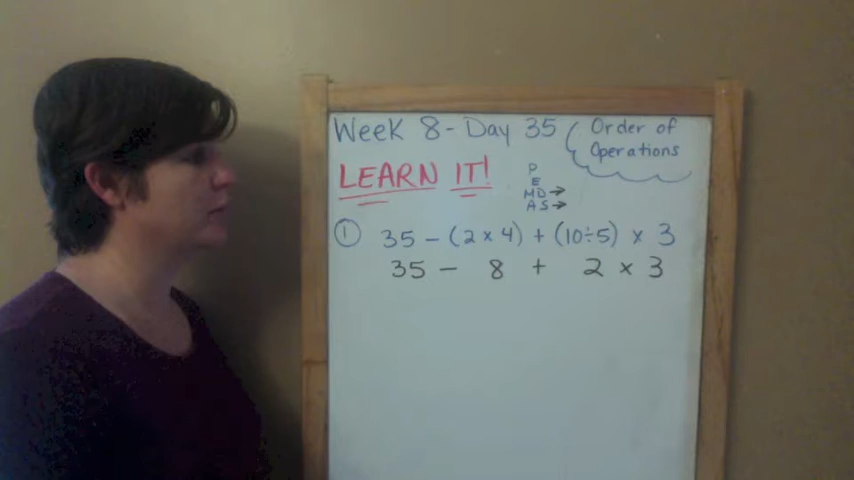 Week 8 - Day 35
Order of
Operations
LEARN IT!
P
E
MD →
AS →
① 35 - (2 x 4) + (10÷5) x 3
35 - 8 + 2 x 3